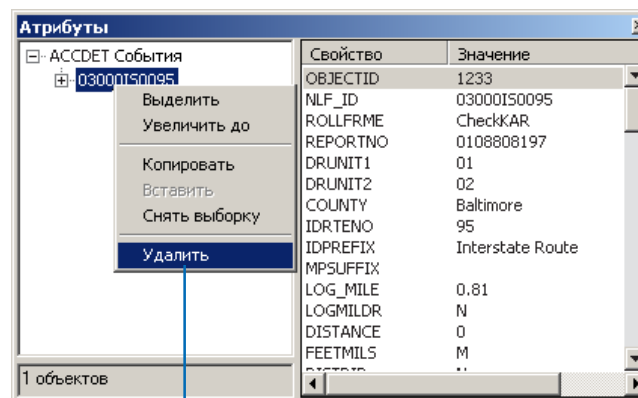 Атрибуты
ACCDET События
03000IS0095
Выделить
Увеличить до
Копировать
Вставить
Снять выборку
Удалить
1 объектов
Свойство Значение
OBJECTID 1233
NLF_ID 03000IS0095
ROLLFRME CheckKAR
REPORTNO 0108808197
DRUNIT1 01
DRUNIT2 02
COUNTY Baltimore
IDRTENO 95
IDPREFIX Interstate Route
MPSUFFIX
LOG_MILE 0.81
LOGMILDR N
DISTANCE 0
FEETMILS M